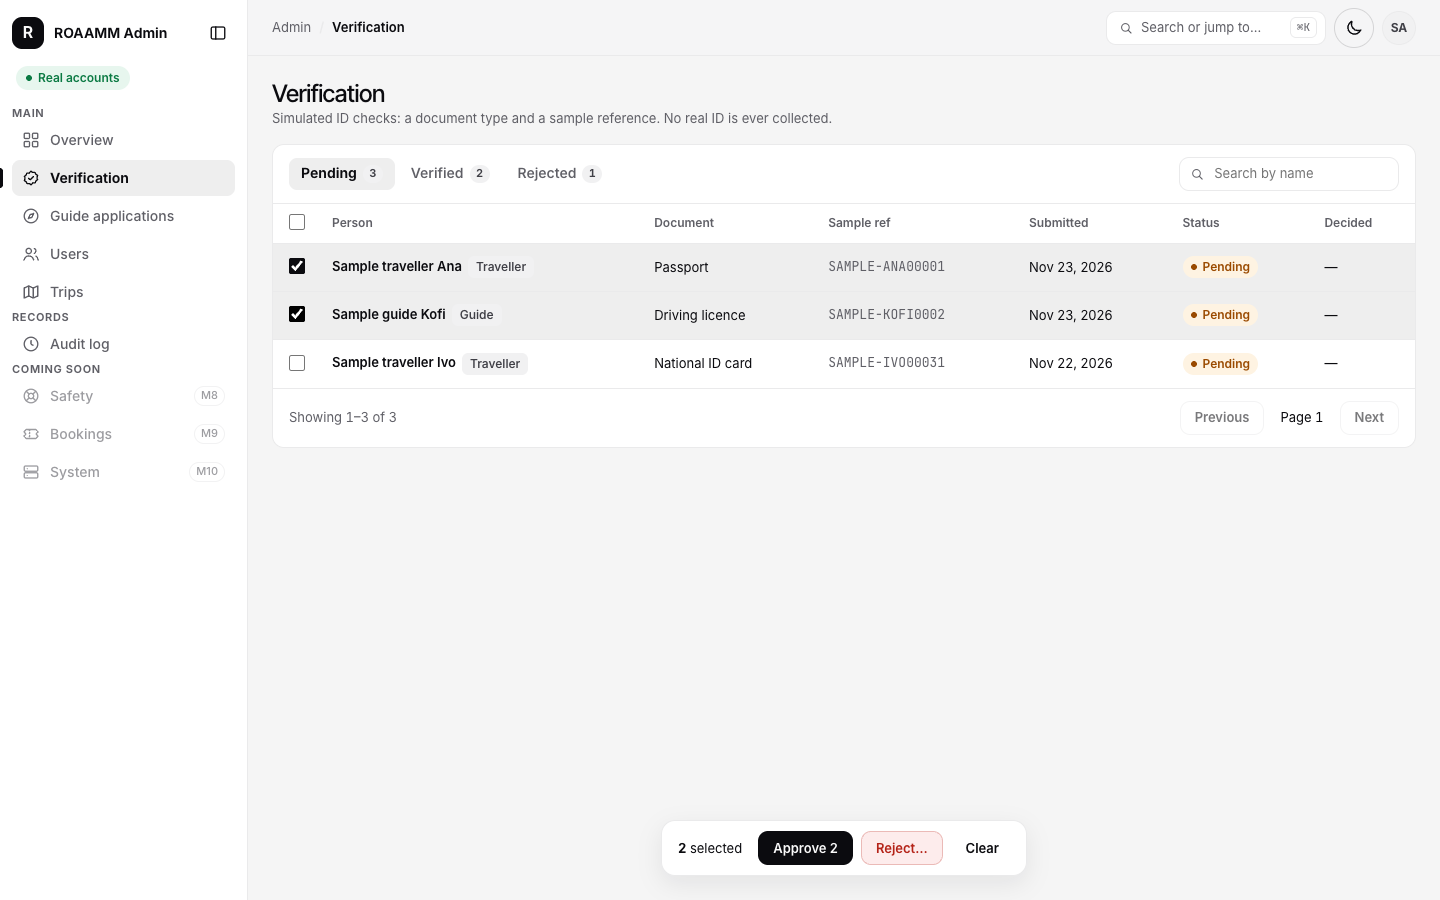 R ROAAMM Admin
Real accounts
MAIN
Overview
Verification
Guide applications
Users
Trips
RECORDS
Audit log
COMING SOON
Safety M8
Bookings M9
System M10
Admin / Verification
Search or jump to... ⌘K
SA
Verification
Simulated ID checks: a document type and a sample reference. No real ID is ever collected.
Pending 3 Verified 2 Rejected 1
Search by name
Person Document Sample ref Submitted Status Decided
Sample traveller Ana Traveller Passport SAMPLE-ANA00001 Nov 23, 2026 Pending —
Sample guide Kofi Guide Driving licence SAMPLE-KOFI0002 Nov 23, 2026 Pending —
Sample traveller Ivo Traveller National ID card SAMPLE-IVO00031 Nov 22, 2026 Pending —
Showing 1–3 of 3
Previous Page 1 Next
2 selected Approve 2 Reject... Clear